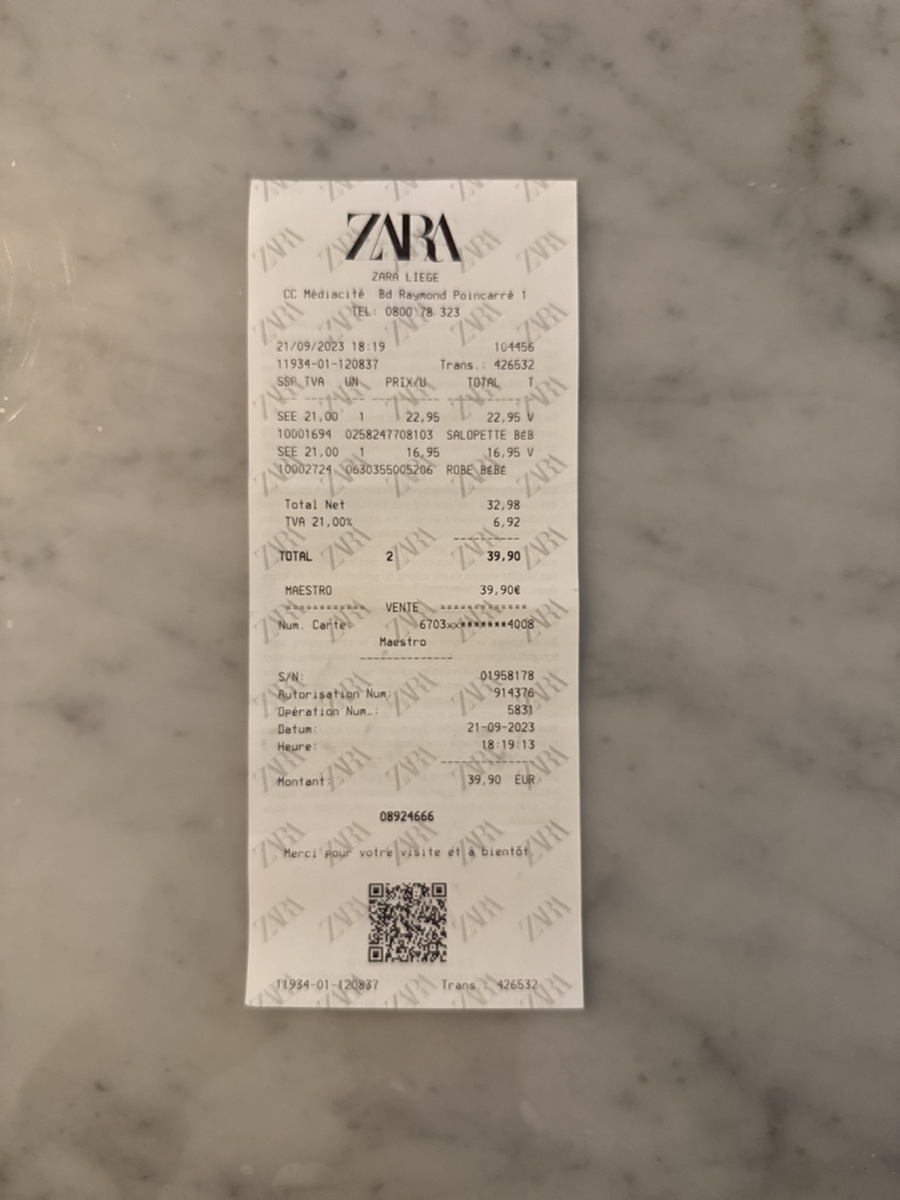 ZARA
ZARA LIEGE
CC Médiacité Bd Raymond Poincarré 1
TEL: 0800 78 323
21/09/2023 18:19 104456
11934-01-120837 Trans.: 426532
SSP TVA UN PRIX/U TOTAL T
SEE 21,00 1 22,95 22,95 V
10001694 0258247708103 SALOPETTE BÉB
SEE 21,00 1 16,95 16,95 V
10002724 0630355005206 ROBE BÉBÉ
Total Net 32,98
TVA 21,00% 6,92
TOTAL 2 39,90
MAESTRO 39,90€
============ VENTE =============
Num. Carte 6703xx*******4008
Maestro
S/N: 01958178
Autorisation Num: 914376
Opération Num.: 5831
Datum: 21-09-2023
Heure: 18:19:13
Montant: 39,90 EUR
08924666
Merci pour votre visite et à bientôt.
11934-01-120837 Trans.: 426532